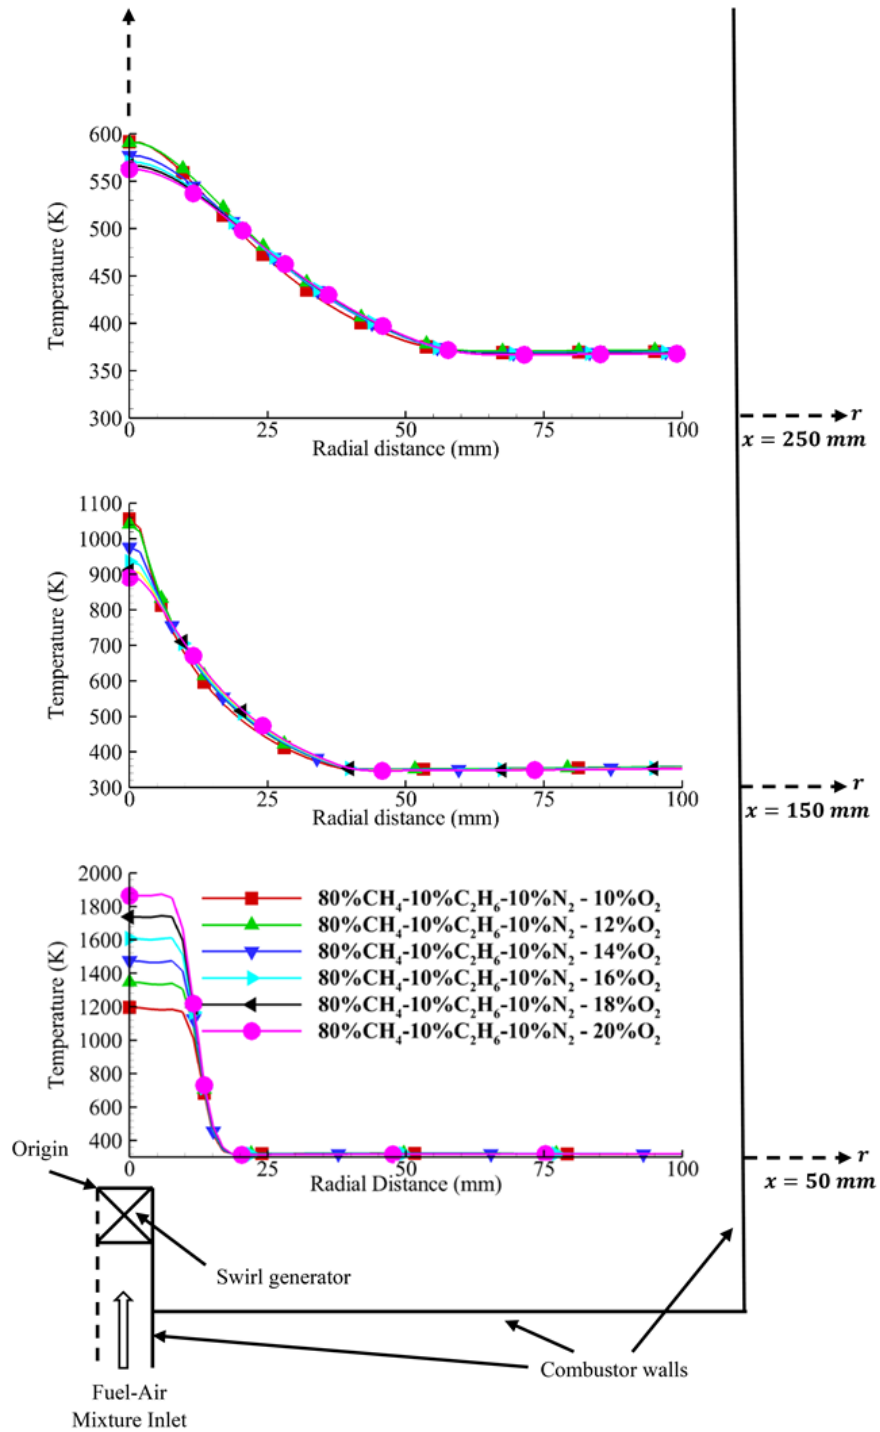 600
550
500
450
400
350
300
Temperature (K)
0 25 50 75 100
Radial distance (mm)
r
x = 250 mm
1100
1000
900
800
700
600
500
400
300
Temperature (K)
0 25 50 75 100
Radial distance (mm)
r
x = 150 mm
2000
1800
1600
1400
1200
1000
800
600
400
Temperature (K)
80%CH₄-10%C₂H₆-10%N₂ - 10%O₂
80%CH₄-10%C₂H₆-10%N₂ - 12%O₂
80%CH₄-10%C₂H₆-10%N₂ - 14%O₂
80%CH₄-10%C₂H₆-10%N₂ - 16%O₂
80%CH₄-10%C₂H₆-10%N₂ - 18%O₂
80%CH₄-10%C₂H₆-10%N₂ - 20%O₂
0 25 50 75 100
Radial Distance (mm)
r
x = 50 mm
Origin
Swirl generator
Combustor walls
Fuel-Air
Mixture Inlet